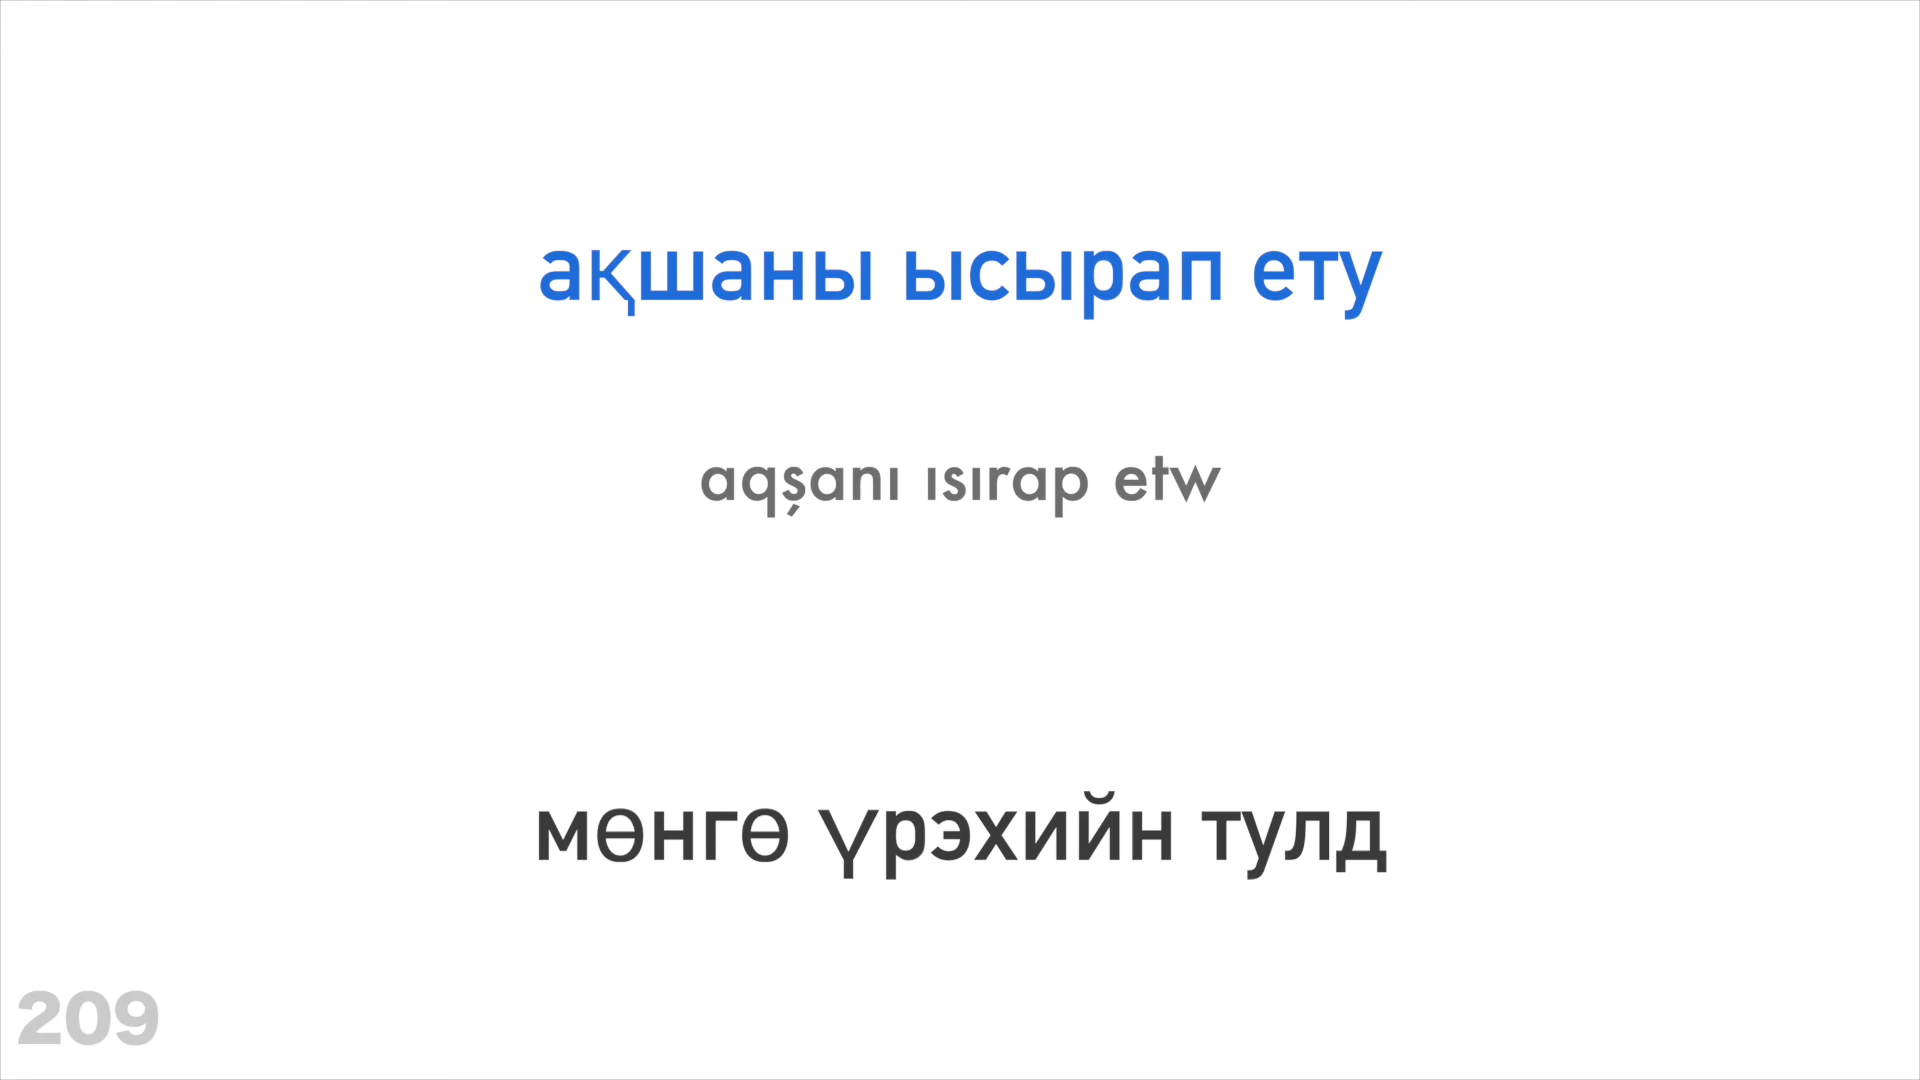 ақшаны ысырап ету
aqşanı ısırap etw
мөнгө үрэхийн тулд
209